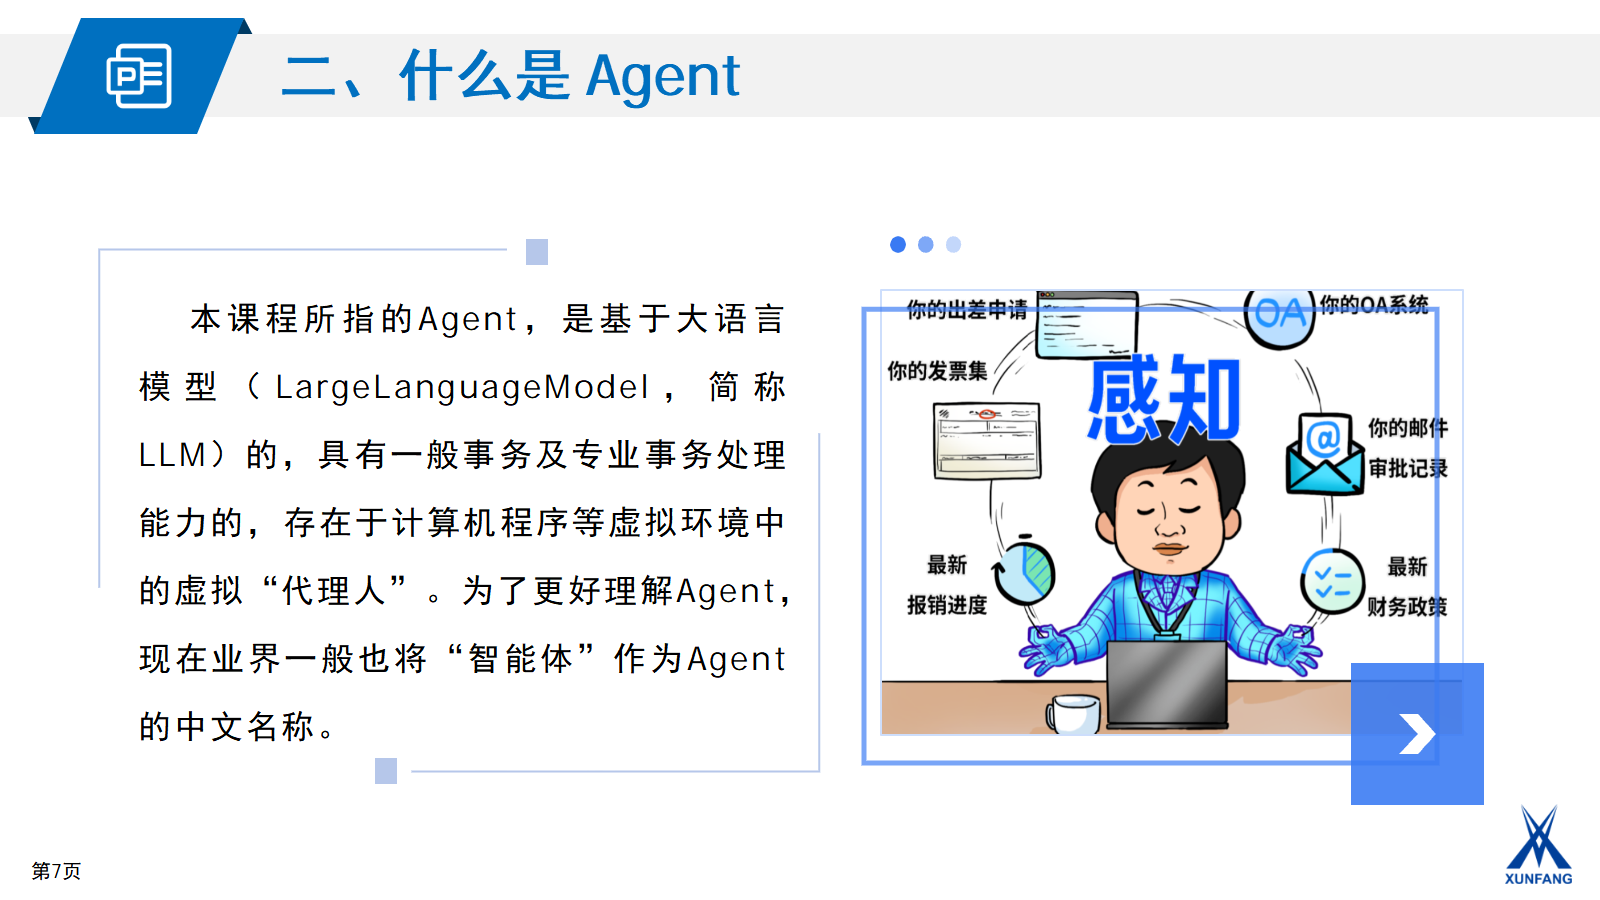 二、什么是 Agent
本课程所指的Agent，是基于大语言
模型（LargeLanguageModel，简称
LLM）的，具有一般事务及专业事务处理
能力的，存在于计算机程序等虚拟环境中
的虚拟“代理人”。为了更好理解Agent，
现在业界一般也将“智能体”作为Agent
的中文名称。
你的出差申请
OA
你的OA系统
你的发票集
感知
@
你的邮件
审批记录
最新
报销进度
最新
财务政策
第7页
XUNFANG